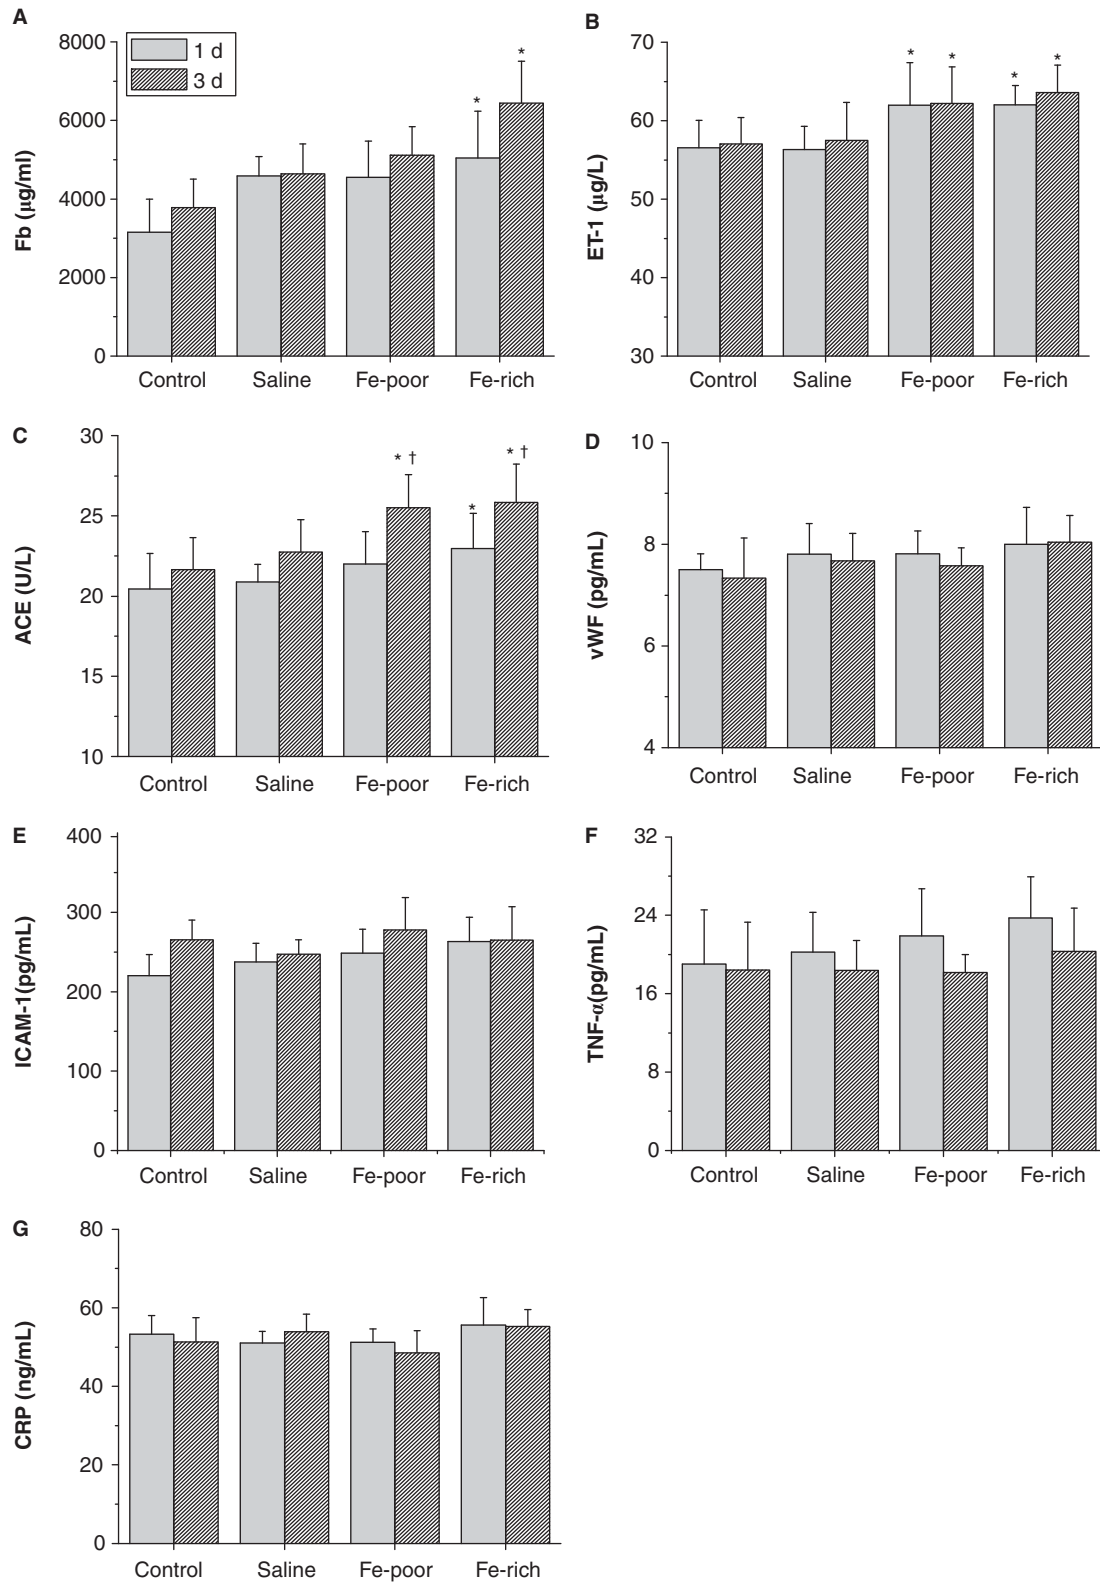 A
Fb (μg/ml)
8000
6000
4000
2000
0
1 d
3 d
*
*
Control Saline Fe-poor Fe-rich
B
ET-1 (μg/L)
70
60
50
40
30
* * * *
Control Saline Fe-poor Fe-rich
C
ACE (U/L)
30
25
20
15
10
* †
*
* †
Control Saline Fe-poor Fe-rich
D
vWF (pg/mL)
10
8
6
4
Control Saline Fe-poor Fe-rich
E
ICAM-1(pg/mL)
400
300
200
100
0
Control Saline Fe-poor Fe-rich
F
TNF-α(pg/mL)
32
24
16
8
0
Control Saline Fe-poor Fe-rich
G
CRP (ng/mL)
80
60
40
20
0
Control Saline Fe-poor Fe-rich